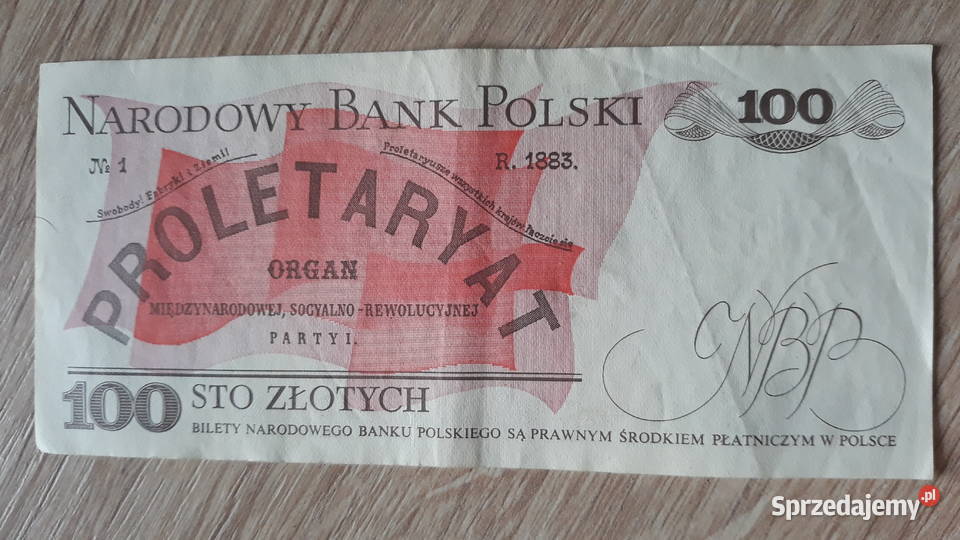 NARODOWY BANK POLSKI
100
№ 1
R. 1883.
Swobody! Fabryki i Ziemi!
Proletaryusze wszystkich krajów łączcie się
PROLETARYAT
ORGAN
MIĘDZYNARODOWEJ, SOCYALNO-REWOLUCYJNEJ
PARTYI.
NBP
100 STO ZŁOTYCH
BILETY NARODOWEGO BANKU POLSKIEGO SĄ PRAWNYM ŚRODKIEM PŁATNICZYM W POLSCE
Sprzedajemy.pl